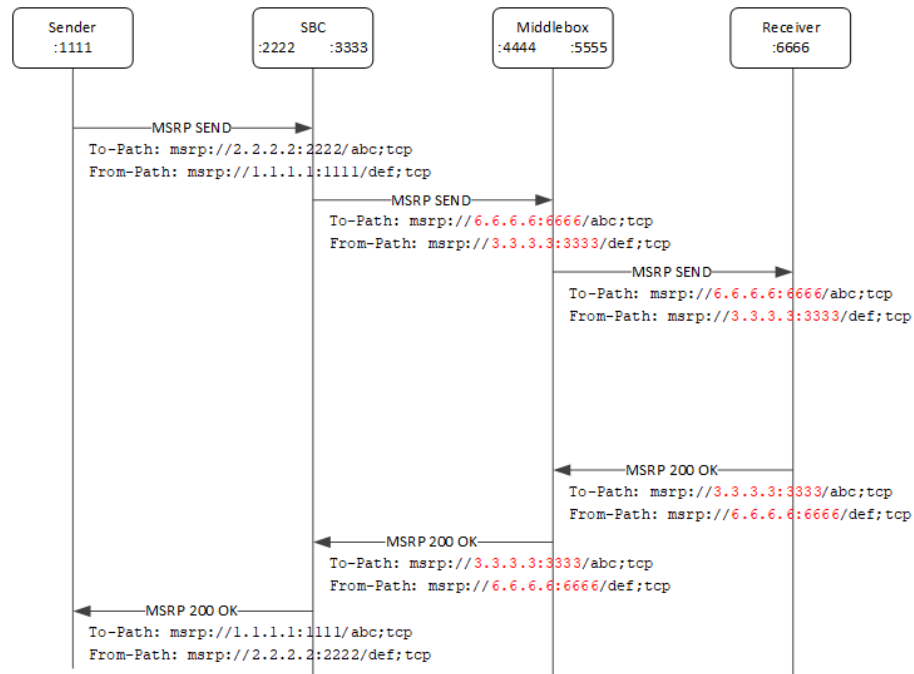 Sender
:1111
SBC
:2222 :3333
Middlebox
:4444 :5555
Receiver
:6666
MSRP SEND
To-Path: msrp://2.2.2.2:2222/abc;tcp
From-Path: msrp://1.1.1.1:1111/def;tcp
MSRP SEND
To-Path: msrp://6.6.6.6:6666/abc;tcp
From-Path: msrp://3.3.3.3:3333/def;tcp
MSRP SEND
To-Path: msrp://6.6.6.6:6666/abc;tcp
From-Path: msrp://3.3.3.3:3333/def;tcp
MSRP 200 OK
To-Path: msrp://3.3.3.3:3333/abc;tcp
From-Path: msrp://6.6.6.6:6666/def;tcp
MSRP 200 OK
To-Path: msrp://3.3.3.3:3333/abc;tcp
From-Path: msrp://6.6.6.6:6666/def;tcp
MSRP 200 OK
To-Path: msrp://1.1.1.1:1111/abc;tcp
From-Path: msrp://2.2.2.2:2222/def;tcp